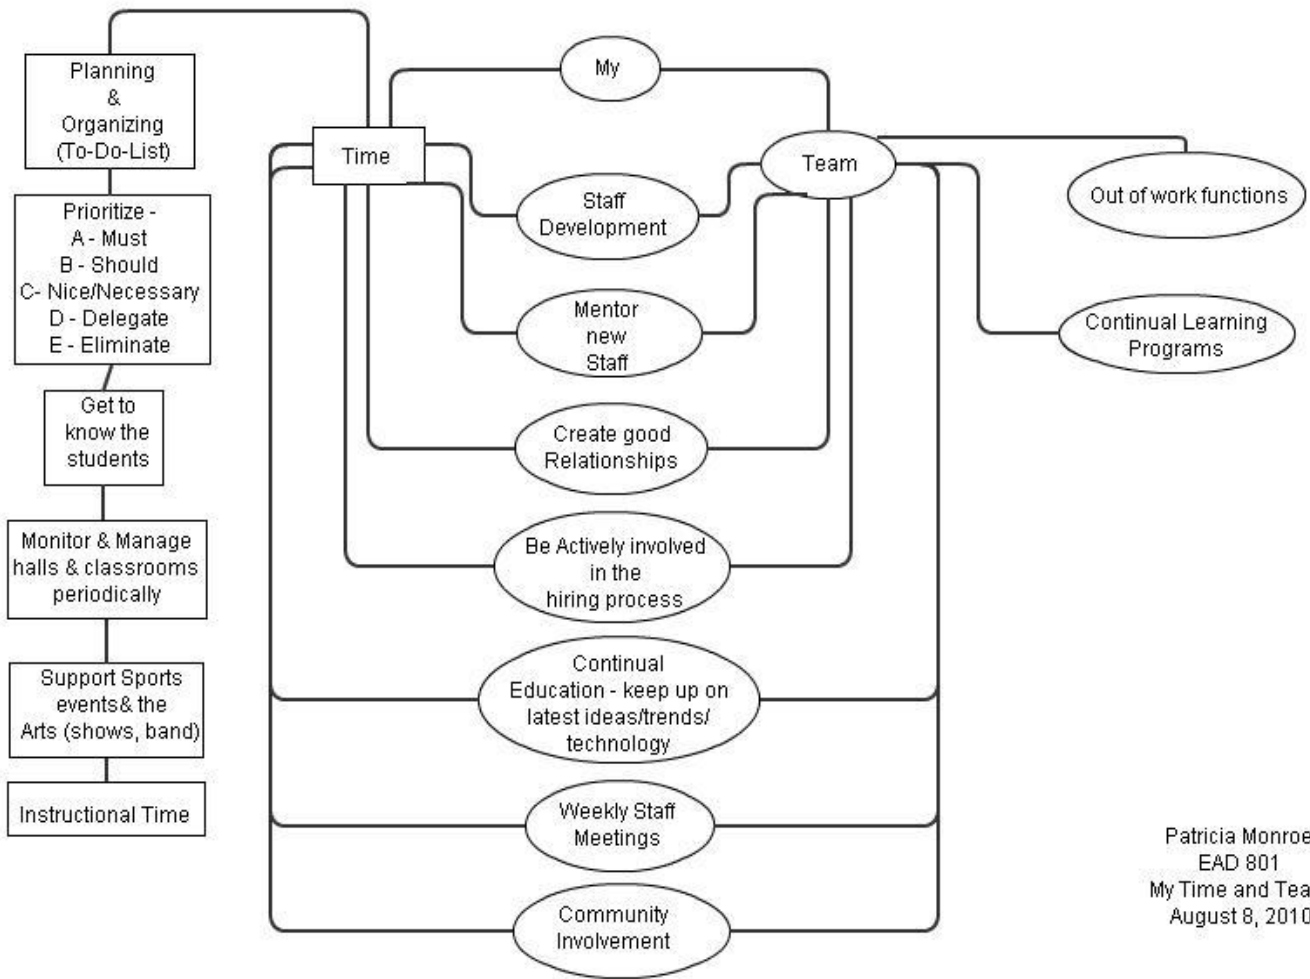 Planning
&
Organizing
(To-Do-List)
Prioritize -
A - Must
B - Should
C- Nice/Necessary
D - Delegate
E - Eliminate
Get to
know the
students
Monitor & Manage
halls & classrooms
periodically
Support Sports
events& the
Arts (shows, band)
Instructional Time
My
Time
Team
Staff
Development
Mentor
new
Staff
Create good
Relationships
Be Actively involved
in the
hiring process
Continual
Education - keep up on
latest ideas/trends/
technology
Weekly Staff
Meetings
Community
Involvement
Out of work functions
Continual Learning
Programs
Patricia Monroe
EAD 801
My Time and Tea
August 8, 2010